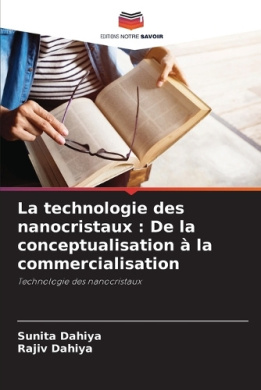 EDITIONS NOTRE SAVOIR
La technologie des
nanocristaux : De la
conceptualisation à la
commercialisation
Technologie des nanocristaux
Sunita Dahiya
Rajiv Dahiya